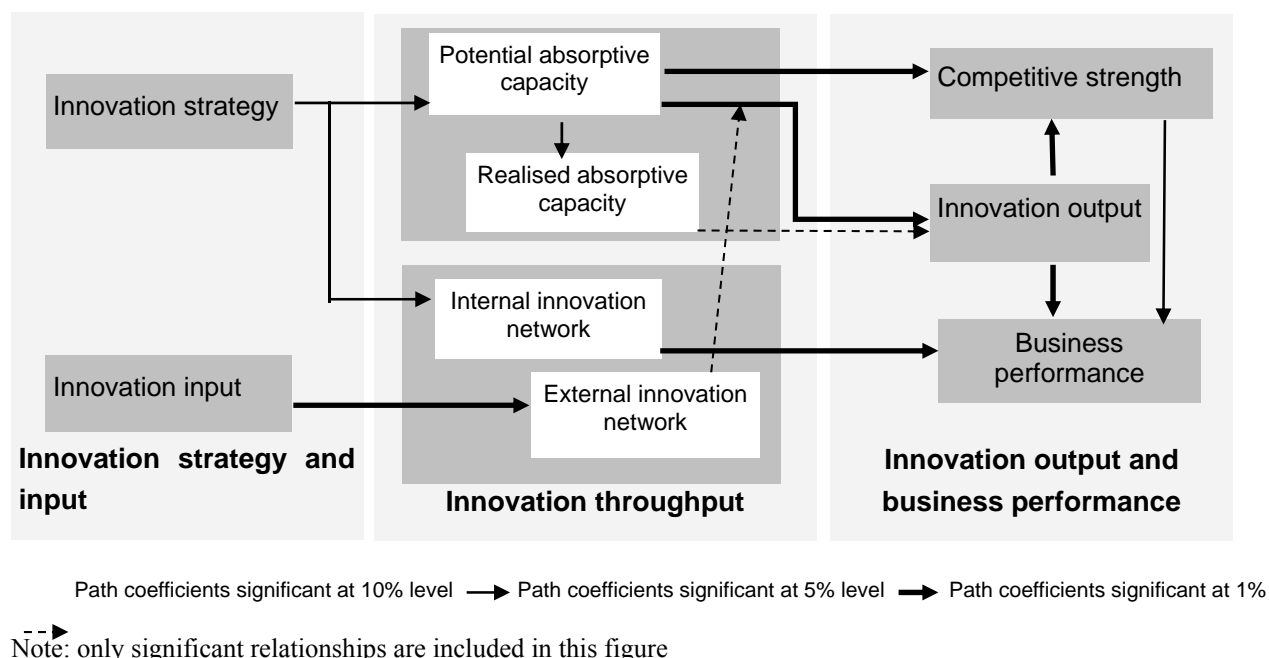 Innovation strategy
Innovation input
Innovation strategy and
input
Potential absorptive
capacity
Realised absorptive
capacity
Internal innovation
network
External innovation
network
Innovation throughput
Competitive strength
Innovation output
Business
performance
Innovation output and
business performance
Path coefficients significant at 10% level Path coefficients significant at 5% level Path coefficients significant at 1%
Note: only significant relationships are included in this figure